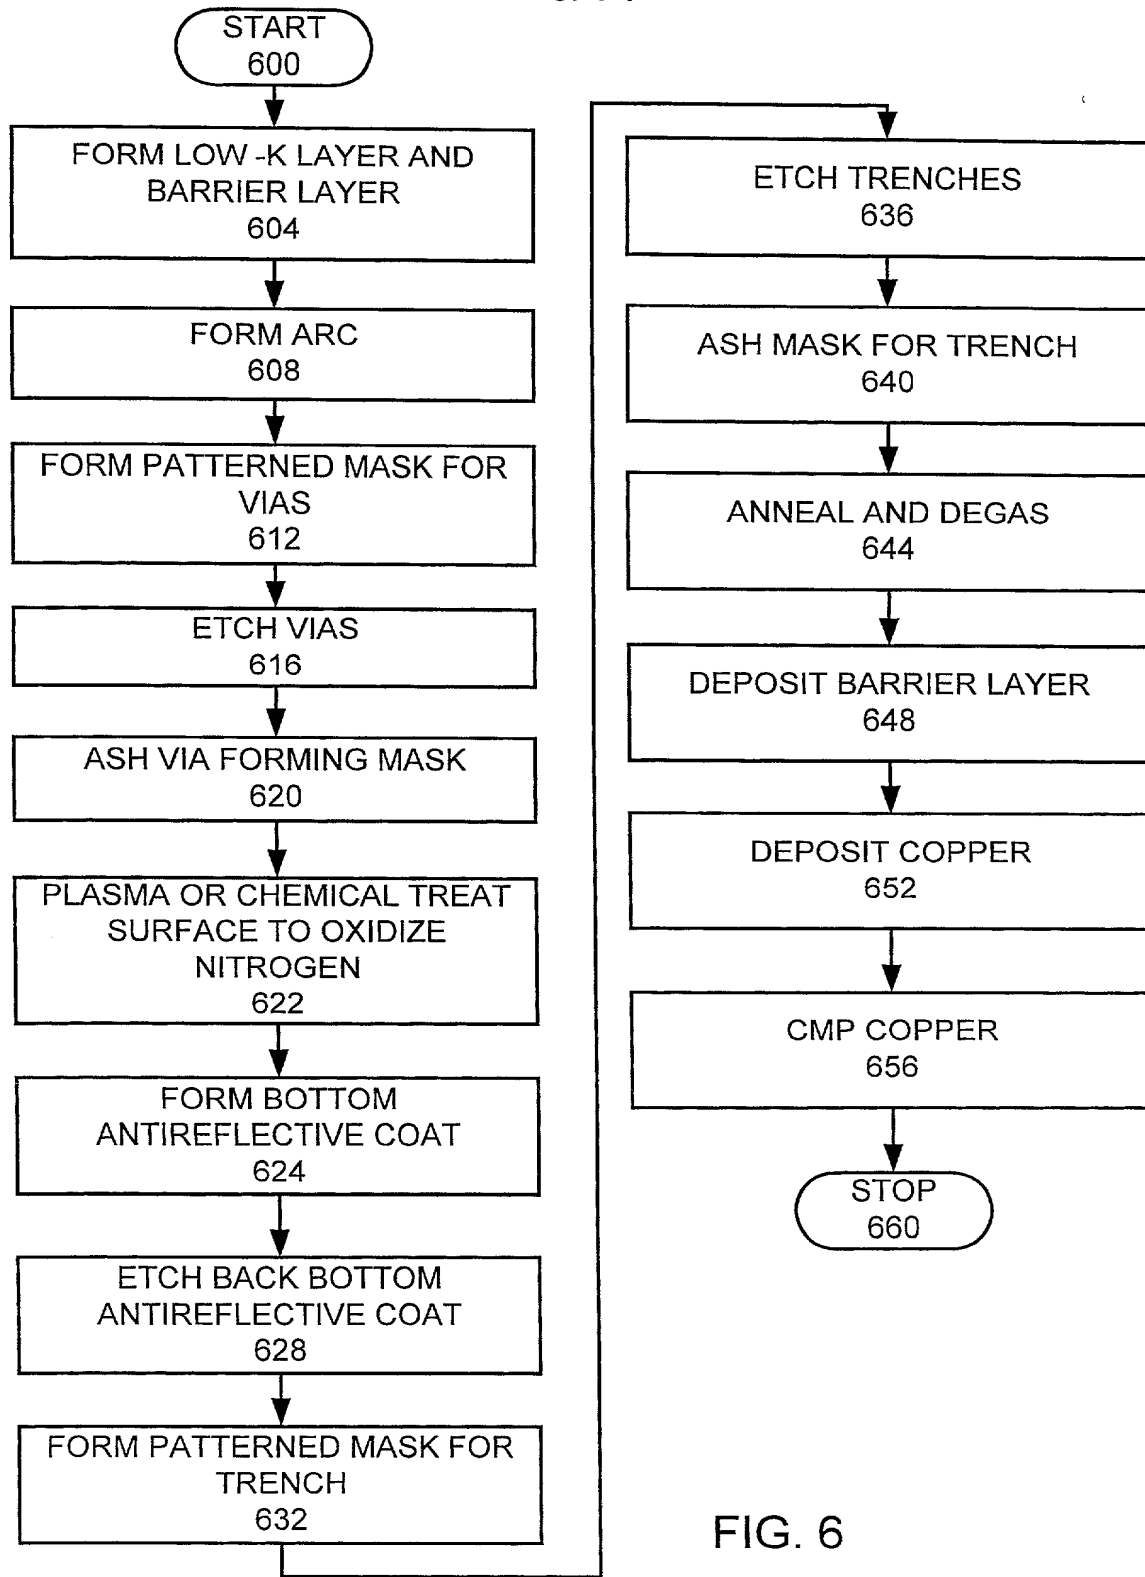 START
600
FORM LOW -K LAYER AND
BARRIER LAYER
604
FORM ARC
608
FORM PATTERNED MASK FOR
VIAS
612
ETCH VIAS
616
ASH VIA FORMING MASK
620
PLASMA OR CHEMICAL TREAT
SURFACE TO OXIDIZE
NITROGEN
622
FORM BOTTOM
ANTIREFLECTIVE COAT
624
ETCH BACK BOTTOM
ANTIREFLECTIVE COAT
628
FORM PATTERNED MASK FOR
TRENCH
632
ETCH TRENCHES
636
ASH MASK FOR TRENCH
640
ANNEAL AND DEGAS
644
DEPOSIT BARRIER LAYER
648
DEPOSIT COPPER
652
CMP COPPER
656
STOP
660
FIG. 6